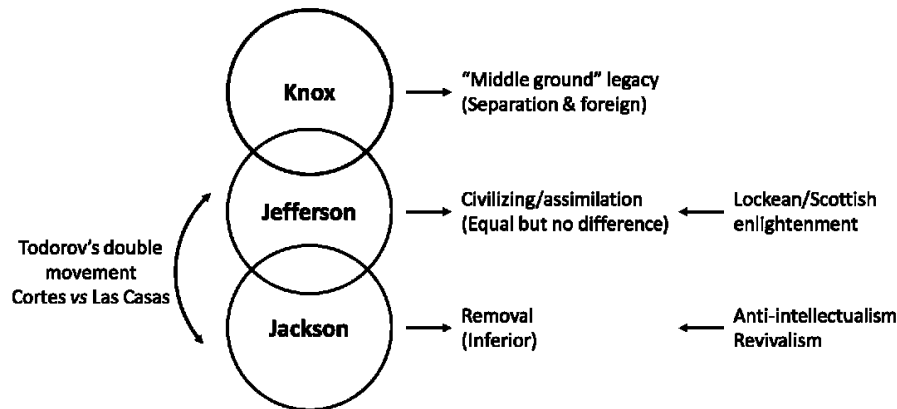 Knox
"Middle ground" legacy
(Separation & foreign)
Jefferson
Civilizing/assimilation
(Equal but no difference)
Lockean/Scottish
enlightenment
Todorov's double
movement
Cortes vs Las Casas
Jackson
Removal
(Inferior)
Anti-intellectualism
Revivalism